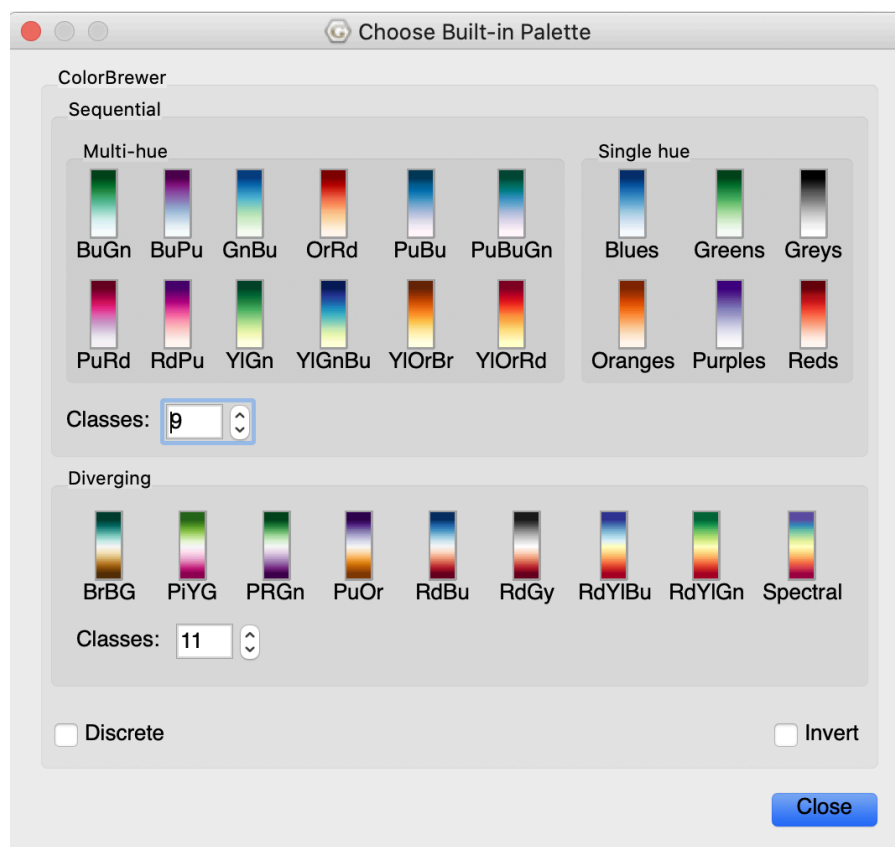 Choose Built-in Palette
ColorBrewer
Sequential
Multi-hue
Single hue
BuGn BuPu GnBu OrRd PuBu PuBuGn Blues Greens Greys
PuRd RdPu YlGn YlGnBu YlOrBr YlOrRd Oranges Purples Reds
Classes: 9
Diverging
BrBG PiYG PRGn PuOr RdBu RdGy RdYlBu RdYlGn Spectral
Classes: 11
Discrete
Invert
Close